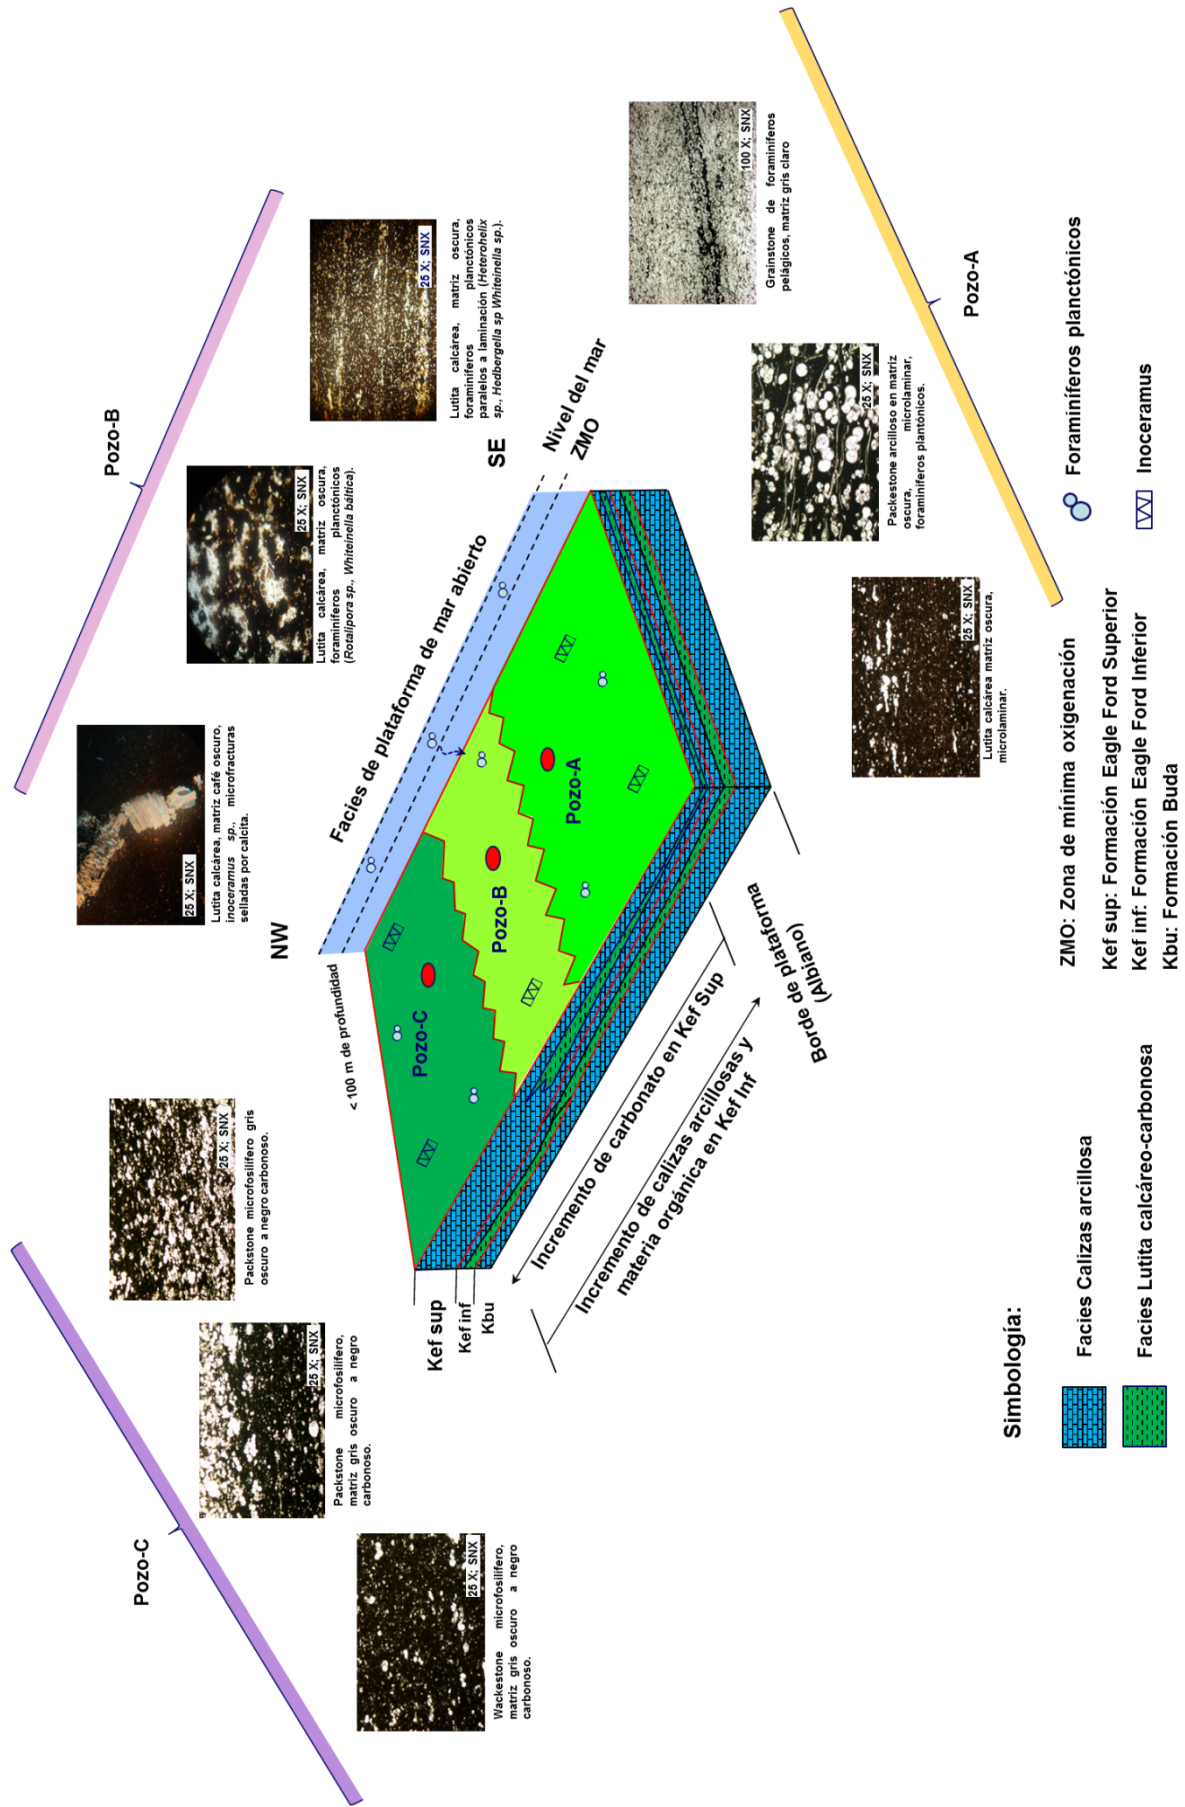 Pozo-C
25 X; SNX
Wackestone microfosilífero,
matriz gris oscuro a negro
carbonoso.
25 X; SNX
Packstone microfosilífero,
matriz gris oscuro a negro
carbonoso.
25 X; SNX
Packstone microfosilífero gris
oscuro a negro carbonoso.
Pozo-B
25 X; SNX
Lutita calcárea, matriz café oscuro,
inoceramus sp., microfracturas
selladas por calcita.
25 X; SNX
Lutita calcárea, matriz oscura,
foraminíferos planctónicos
(Rotalipora sp., Whiteinella báltica).
25 X; SNX
Lutita calcárea, matriz oscura,
foraminíferos planctónicos
paralelos a laminación (Heterohelix
sp., Hedbergella sp Whiteinella sp.).
NW
SE
< 100 m de profundidad
Facies de plataforma de mar abierto
Nivel del mar
ZMO
Pozo-C
Pozo-B
Pozo-A
Kef sup
Kef inf
Kbu
Incremento de carbonato en Kef Sup
Incremento de calizas arcillosas y
materia orgánica en Kef Inf
Borde de plataforma
(Albiano)
25 X; SNX
Lutita calcárea matriz oscura,
microlaminar.
25 X; SNX
Packestone arcilloso en matriz
oscura, microlaminar,
foraminíferos plantónicos.
100 X; SNX
Grainstone de foraminíferos
pelágicos, matriz gris claro
Pozo-A
Simbología:
Facies Calizas arcillosa
Facies Lutita calcáreo-carbonosa
ZMO: Zona de mínima oxigenación
Kef sup: Formación Eagle Ford Superior
Kef inf: Formación Eagle Ford Inferior
Kbu: Formación Buda
Foraminíferos planctónicos
Inoceramus